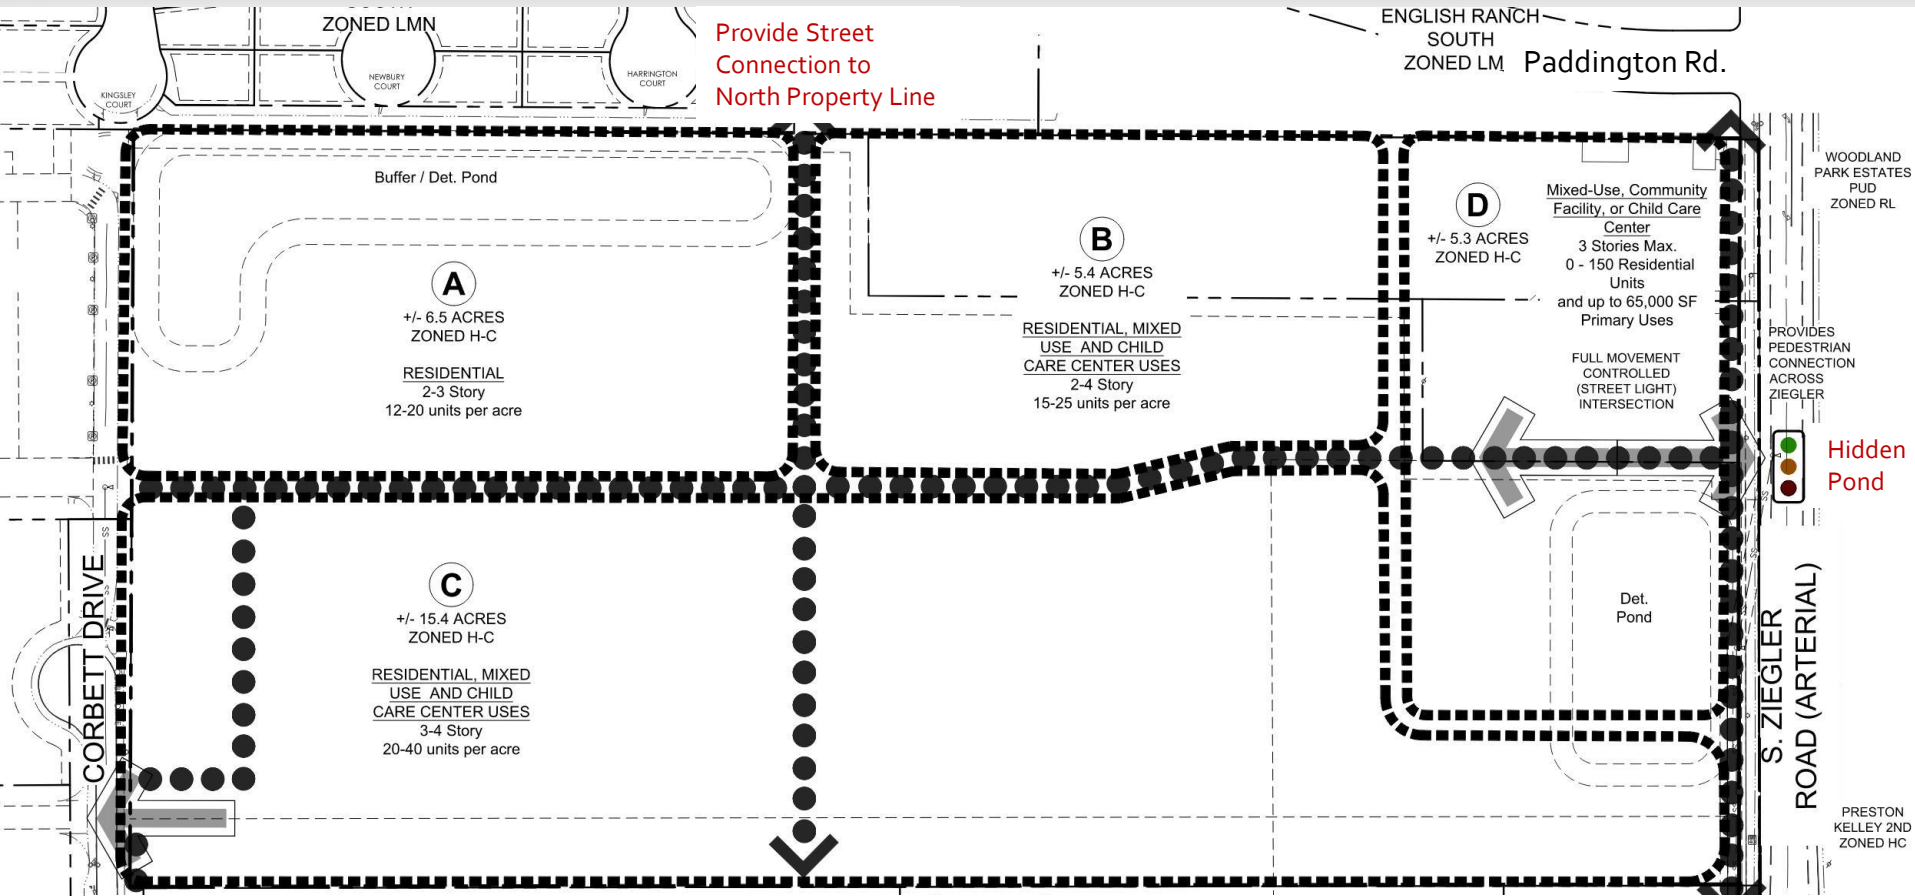 ZONED LMN
Provide Street
Connection to
North Property Line
ENGLISH RANCH
SOUTH
ZONED LM
Paddington Rd.
KINGSLEY
COURT
NEWBURY
COURT
HARRINGTON
COURT
WOODLAND
PARK ESTATES
PUD
ZONED RL
Buffer / Det. Pond
A
+/- 6.5 ACRES
ZONED H-C
RESIDENTIAL
2-3 Story
12-20 units per acre
B
+/- 5.4 ACRES
ZONED H-C
RESIDENTIAL, MIXED
USE AND CHILD
CARE CENTER USES
2-4 Story
15-25 units per acre
D
+/- 5.3 ACRES
ZONED H-C
Mixed-Use, Community
Facility, or Child Care
Center
3 Stories Max.
0 - 150 Residential
Units
and up to 65,000 SF
Primary Uses
FULL MOVEMENT
CONTROLLED
(STREET LIGHT)
INTERSECTION
PROVIDES
PEDESTRIAN
CONNECTION
ACROSS
ZIEGLER
Hidden
Pond
C
+/- 15.4 ACRES
ZONED H-C
RESIDENTIAL, MIXED
USE AND CHILD
CARE CENTER USES
3-4 Story
20-40 units per acre
Det.
Pond
CORBETT DRIVE
S. ZIEGLER
ROAD (ARTERIAL)
PRESTON
KELLEY 2ND
ZONED HC
SS
SS
SS
SS